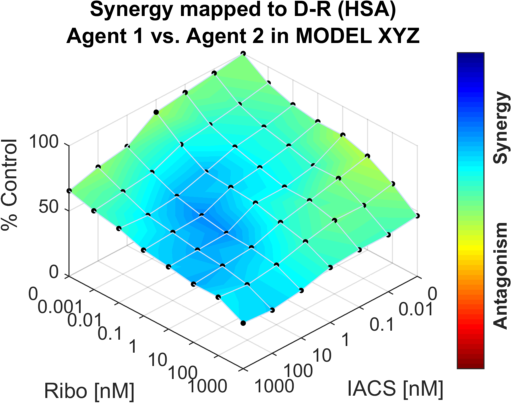 Synergy mapped to D-R (HSA)
Agent 1 vs. Agent 2 in MODEL XYZ
% Control
100
50
0
0
0.001
0.01
0.1
1
10
100
1000
Ribo [nM]
0
0.01
0.1
1
10
100
1000
IACS [nM]
Synergy
Antagonism